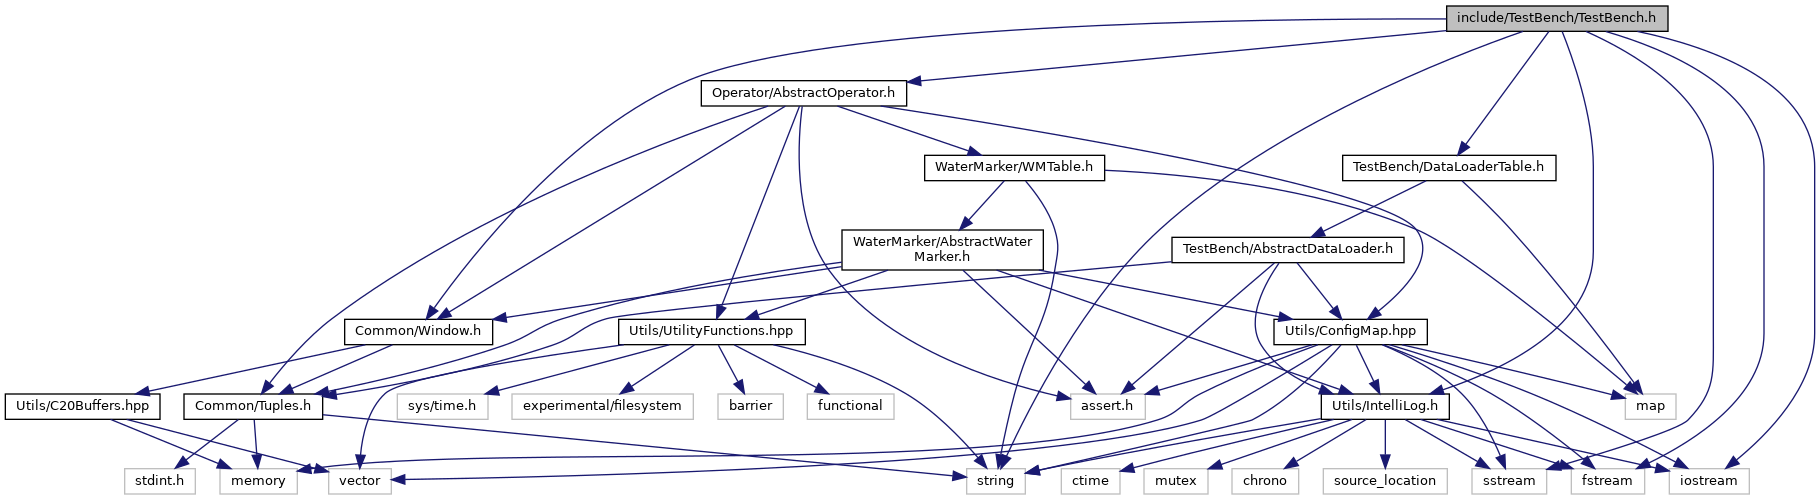 include/TestBench/TestBench.h
Operator/AbstractOperator.h
WaterMarker/WMTable.h
TestBench/DataLoaderTable.h
WaterMarker/AbstractWater
Marker.h
TestBench/AbstractDataLoader.h
Common/Window.h
Utils/UtilityFunctions.hpp
Utils/ConfigMap.hpp
Utils/C20Buffers.hpp
Common/Tuples.h
sys/time.h
experimental/filesystem
barrier
functional
assert.h
Utils/IntelliLog.h
map
stdint.h
memory
vector
string
ctime
mutex
chrono
source_location
sstream
fstream
iostream